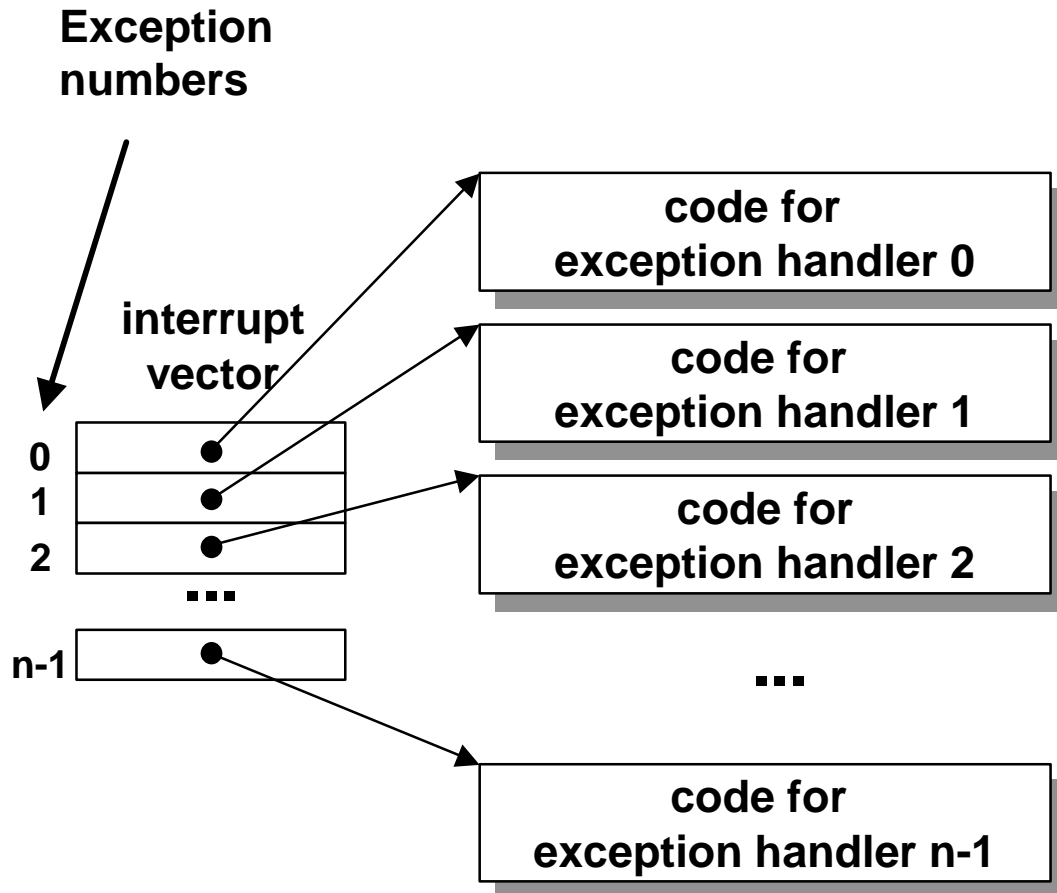 Exception
numbers
code for
exception handler 0
interrupt
vector
code for
exception handler 1
0
1
2
code for
exception handler 2
...
n-1
...
code for
exception handler n-1